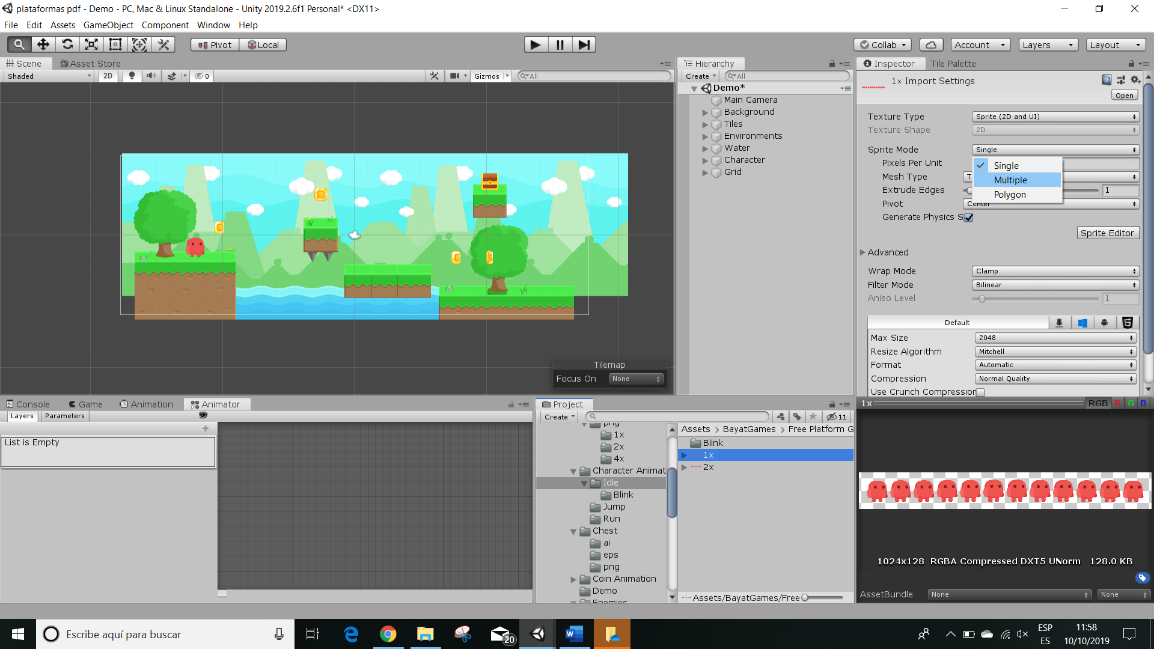 plataformas pdf - Demo - PC, Mac & Linux Standalone - Unity 2019.2.6f1 Personal* <DX11>
File Edit Assets GameObject Component Window Help
Pivot Local Collab Account Layers Layout
Scene Asset Store
Shaded 2D 0 Gizmos All
Tilemap
Focus On None
Hierarchy
Create All
Demo*
Main Camera
Background
Tiles
Environments
Water
Character
Grid
Inspector Tile Palette
1x Import Settings
Open
Texture Type Sprite (2D and UI)
Texture Shape 2D
Sprite Mode Single
Pixels Per Unit
Single
Multiple
Polygon
Mesh Type T
Extrude Edges 1
Pivot Center
Generate Physics S
Sprite Editor
Advanced
Wrap Mode Clamp
Filter Mode Bilinear
Aniso Level 1
Default
Max Size 2048
Resize Algorithm Mitchell
Format Automatic
Compression Normal Quality
Use Crunch Compression
1x RGB R G B
1024x128 RGBA Compressed DXT5 UNorm 128.0 KB
AssetBundle None None
Console Game Animation Animator
Layers Parameters
List is Empty
Project
Create 11
png
1x
2x
4x
Character Animat
Idle
Blink
Jump
Run
Chest
ai
eps
png
Coin Animation
Demo
Enemies
Assets BayatGames Free Platform G
Blink
1x
2x
Assets/BayatGames/Free
Escribe aquí para buscar
20
ESP
ES
11:58
10/10/2019